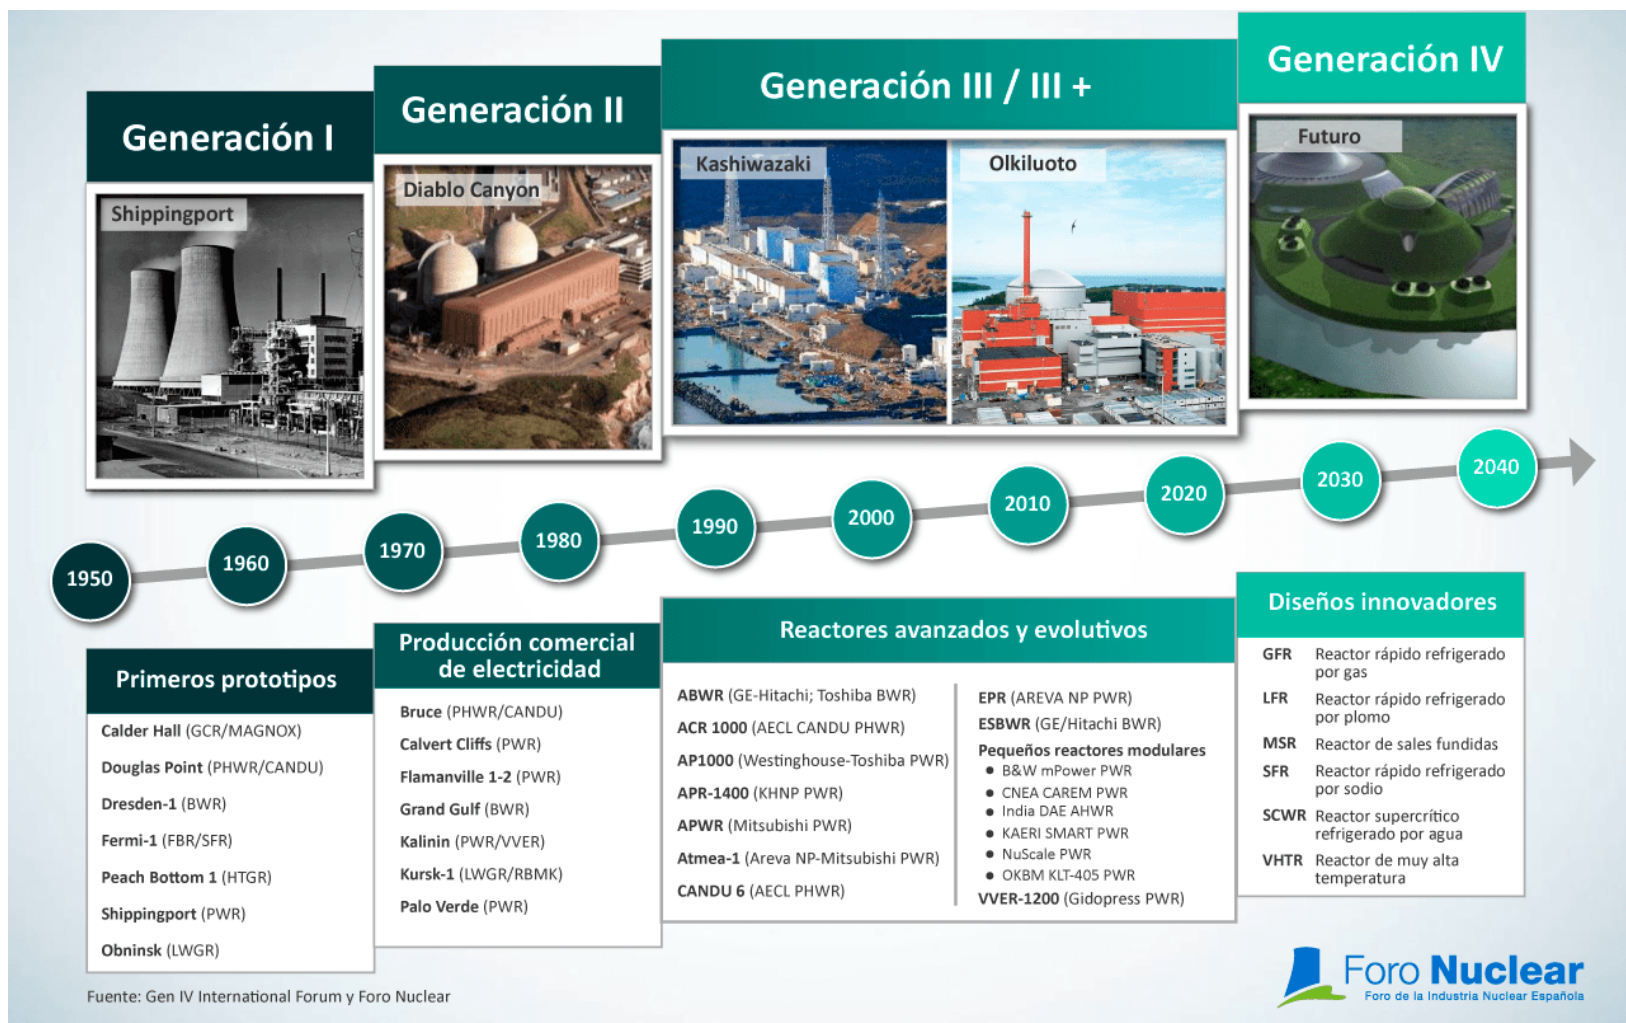 Generación I
Generación II
Generación III / III +
Generación IV
Shippingport
Diablo Canyon
Kashiwazaki
Olkiluoto
Futuro
1950
1960
1970
1980
1990
2000
2010
2020
2030
2040
Primeros prototipos
Calder Hall (GCR/MAGNOX)
Douglas Point (PHWR/CANDU)
Dresden-1 (BWR)
Fermi-1 (FBR/SFR)
Peach Bottom 1 (HTGR)
Shippingport (PWR)
Obninsk (LWGR)
Producción comercial
de electricidad
Bruce (PHWR/CANDU)
Calvert Cliffs (PWR)
Flamanville 1-2 (PWR)
Grand Gulf (BWR)
Kalinin (PWR/VVER)
Kursk-1 (LWGR/RBMK)
Palo Verde (PWR)
Reactores avanzados y evolutivos
ABWR (GE-Hitachi; Toshiba BWR)
ACR 1000 (AECL CANDU PHWR)
AP1000 (Westinghouse-Toshiba PWR)
APR-1400 (KHNP PWR)
APWR (Mitsubishi PWR)
Atmea-1 (Areva NP-Mitsubishi PWR)
CANDU 6 (AECL PHWR)
EPR (AREVA NP PWR)
ESBWR (GE/Hitachi BWR)
Pequeños reactores modulares
● B&W mPower PWR
● CNEA CAREM PWR
● India DAE AHWR
● KAERI SMART PWR
● NuScale PWR
● OKBM KLT-405 PWR
VVER-1200 (Gidopress PWR)
Diseños innovadores
GFR Reactor rápido refrigerado
por gas
LFR Reactor rápido refrigerado
por plomo
MSR Reactor de sales fundidas
SFR Reactor rápido refrigerado
por sodio
SCWR Reactor supercrítico
refrigerado por agua
VHTR Reactor de muy alta
temperatura
Fuente: Gen IV International Forum y Foro Nuclear
Foro Nuclear
Foro de la Industria Nuclear Española